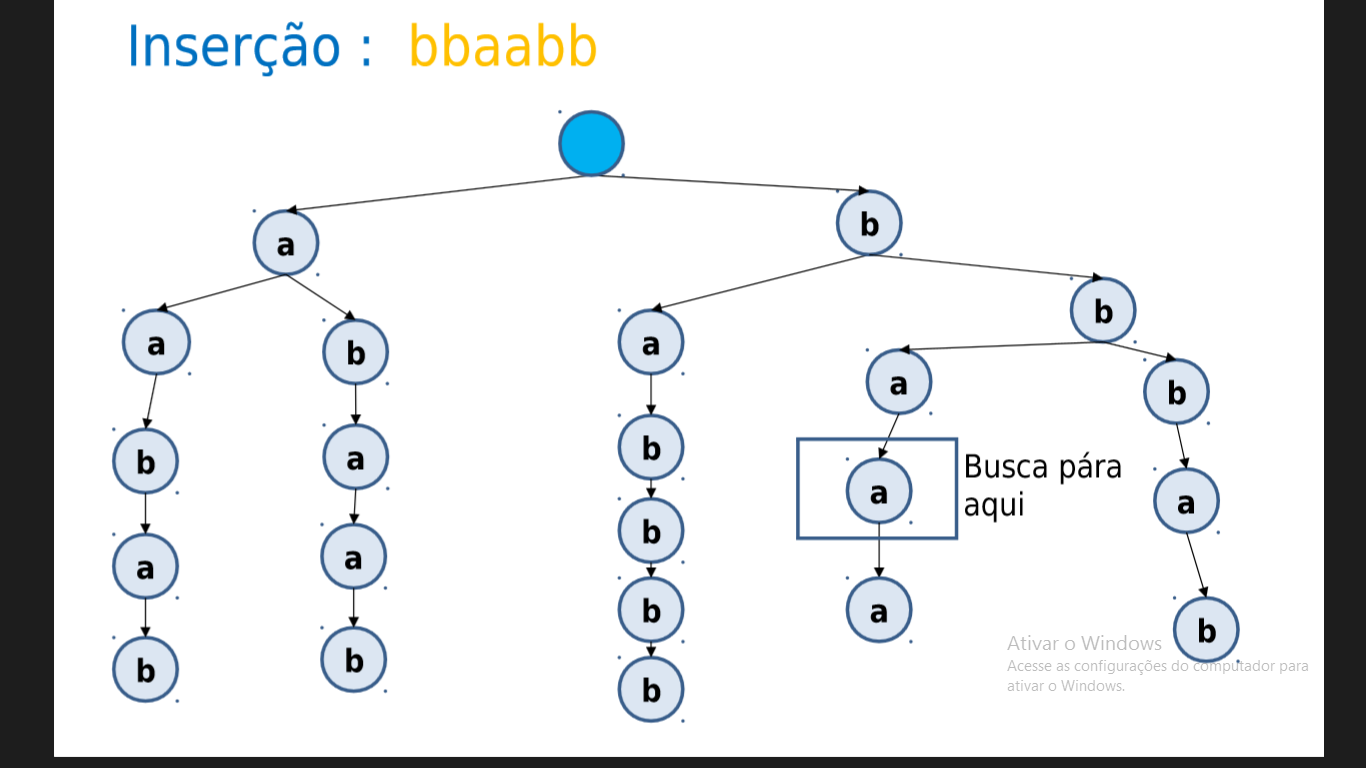 Inserção : bbaabb
a
b
a
b
a
b
a
b
b
a
b
a
a
b
a
b
a
b
a
b
b
b
b
a
b
Busca pára
aqui
Ativar o Windows
Acesse as configurações do computador para
ativar o Windows.